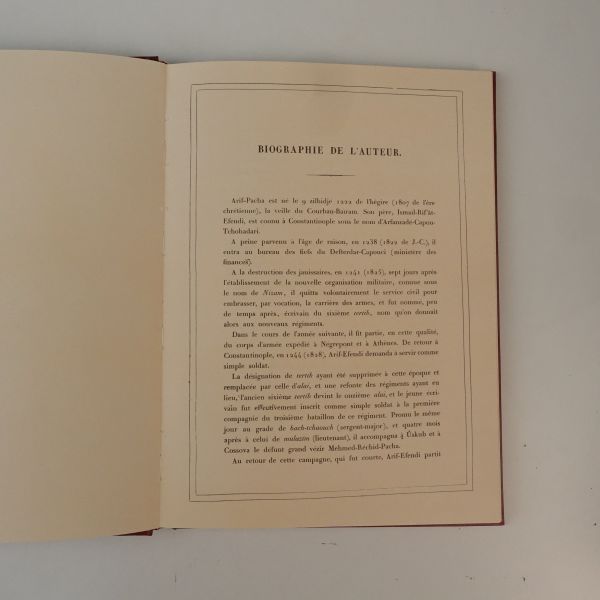 BIOGRAPHIE DE L'AUTEUR.
Arif-Pacha est né le 9 zilhidjé 1222 de l'hégire (1807 de l'ère
chrétienne), la veille du Courban-Bairam. Son père, Ismail-Rif'ât-
Efendi, est connu à Constantinople sous le nom d'Arfamadé-Capou-
Tchohadari.
A peine parvenu à l'âge de raison, en 1238 (1822 de J.-C.), il
entra au bureau des fiefs du Defterdar-Capouci (ministère des
finances).
A la destruction des janissaires, en 1241 (1825), sept jours après
l'établissement de la nouvelle organisation militaire, connue sous
le nom de Nizam, il quitta volontairement le service civil pour
embrasser, par vocation, la carrière des armes, et fut nommé, peu
de temps après, écrivain du sixième tertib, nom qu'on donnait
alors aux nouveaux régiments.
Dans le cours de l'année suivante, il fit partie, en cette qualité,
du corps d'armée expédié à Négrepont et à Athènes. De retour à
Constantinople, en 1244 (1828), Arif-Efendi demanda à servir comme
simple soldat.
La désignation de tertib ayant été supprimée à cette époque et
remplacée par celle d'alaï, et une refonte des régiments ayant eu
lieu, l'ancien sixième tertib devint le onzième alaï, et le jeune écri-
vain fut effectivement inscrit comme simple soldat à la première
compagnie du troisième bataillon de ce régiment. Promu le même
jour au grade de bach-tchaouch (sergent-major), et quatre mois
après à celui de mulazim (lieutenant), il accompagna à Uskub et à
Cossova le défunt grand vézir Mehmed-Réchid-Pacha.
Au retour de cette campagne, qui fut courte, Arif-Efendi partit